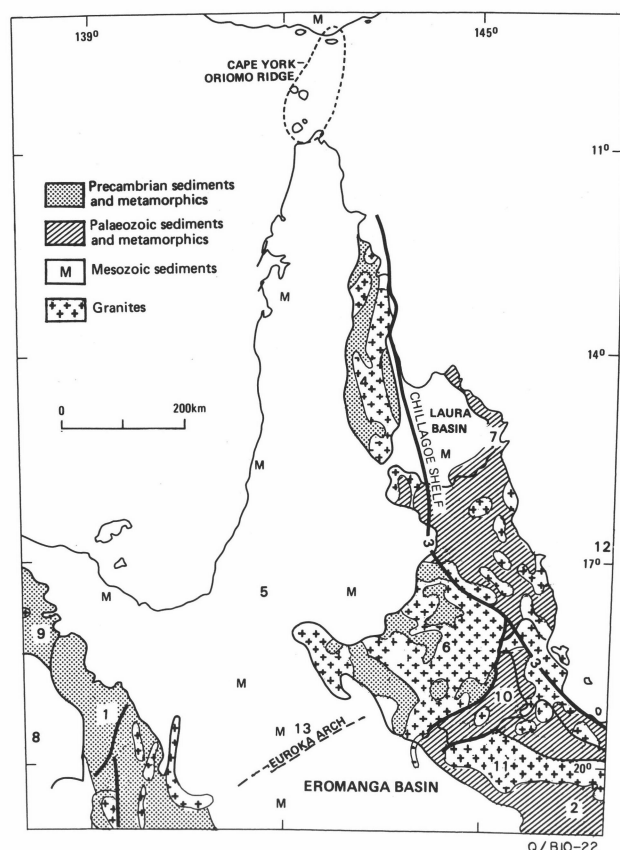 139°
M
145°
CAPE YORK-
ORIOMO RIDGE
11°
Precambrian sediments
and metamorphics
Palaeozoic sediments
and metamorphics
M Mesozoic sediments
Granites
M
14°
0 200km
4
CHILLAGOE SHELF
LAURA
BASIN
M
7
M
3
12
17°
M
5
M
9
6
3
M
1
10
8
13
M
EUROKA ARCH
11
20°
EROMANGA BASIN
M
2
Q/B10-22